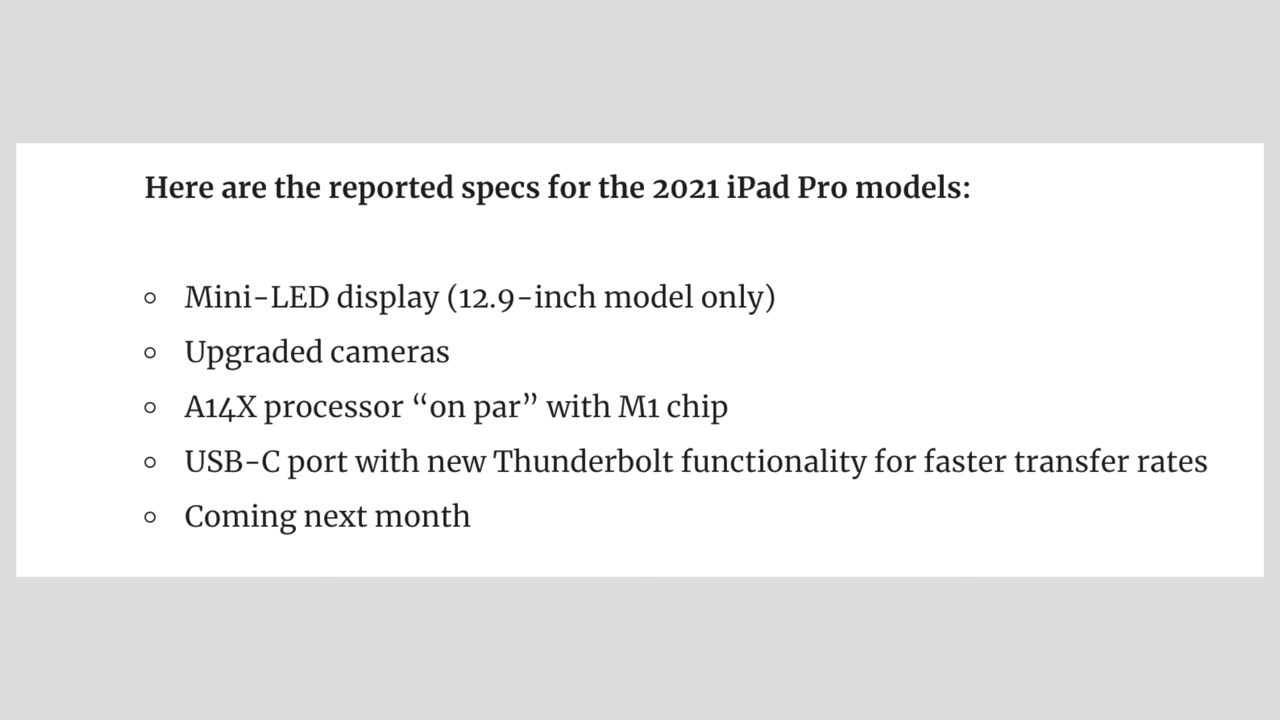 Here are the reported specs for the 2021 iPad Pro models:
Mini-LED display (12.9-inch model only)
Upgraded cameras
A14X processor “on par” with M1 chip
USB-C port with new Thunderbolt functionality for faster transfer rates
Coming next month